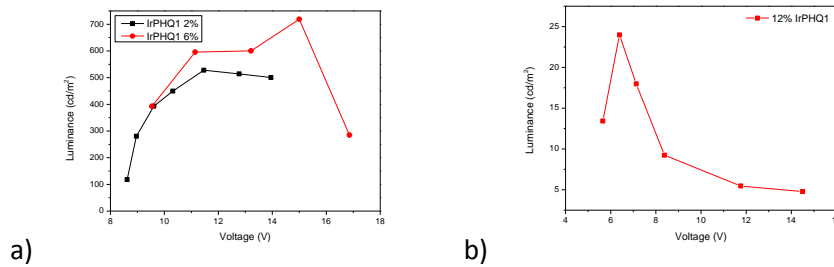 IrPHQ1 2%
IrPHQ1 6%
700
600
500
400
300
200
100
0
Luminance (cd/m²)
8 10 12 14 16 18
Voltage (V)
a)
12% IrPHQ1
25
20
15
10
5
Luminance (cd/m²)
4 6 8 10 12 14
Voltage (V)
b)